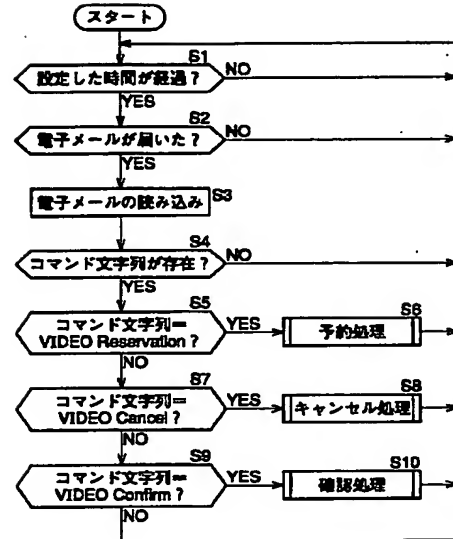 スタート
S1
設定した時間が経過?
NO
YES
S2
電子メールが届いた?
NO
YES
電子メールの読み込み
S3
S4
コマンド文字列が存在?
NO
YES
S5
コマンド文字列=
VIDEO Reservation?
YES
S6
予約処理
NO
S7
コマンド文字列=
VIDEO Cancel?
YES
S8
キャンセル処理
NO
S9
コマンド文字列=
VIDEO Confirm?
YES
S10
確認処理
NO